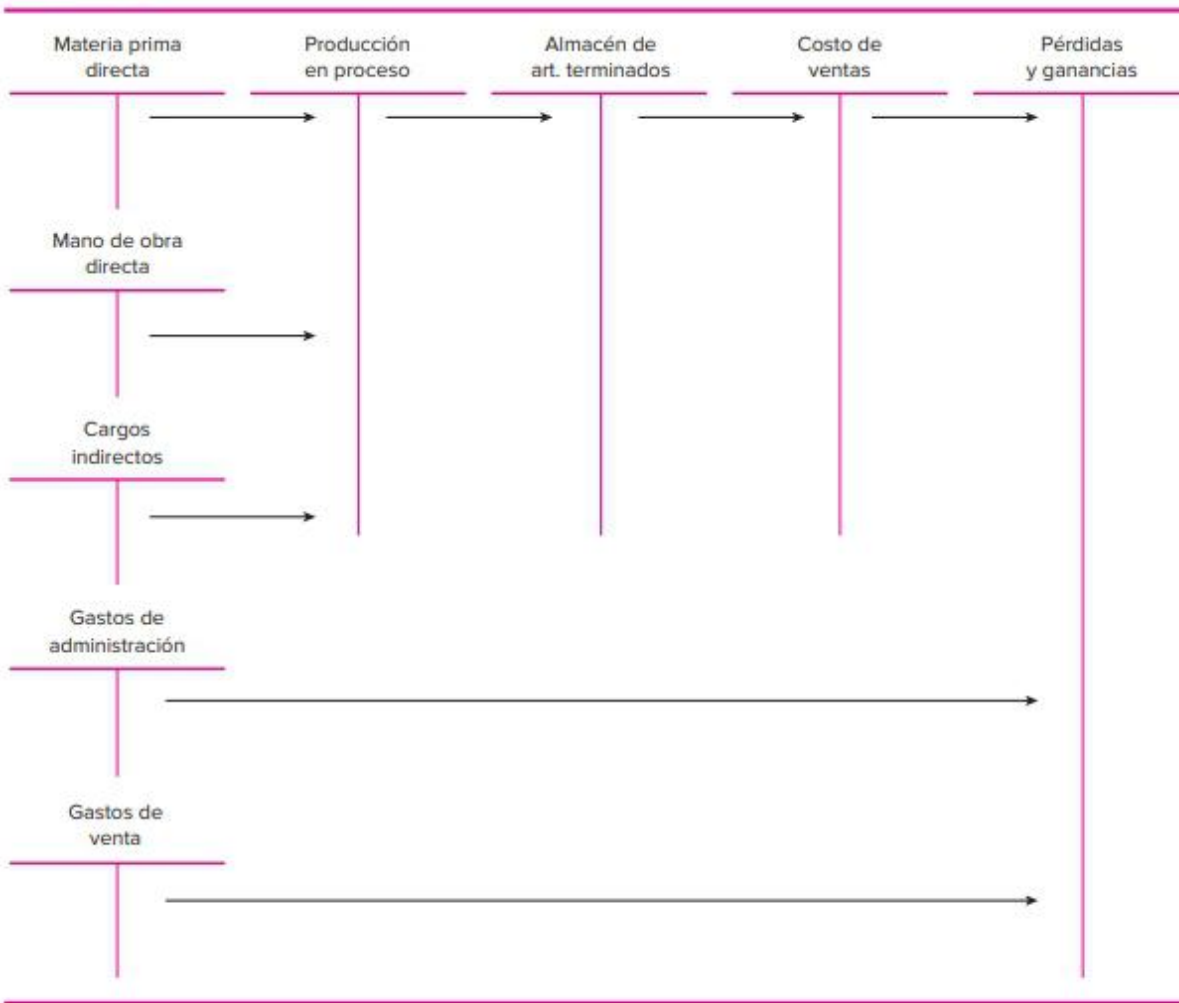 Materia prima
directa
Producción
en proceso
Almacén de
art. terminados
Costo de
ventas
Pérdidas
y ganancias
Mano de obra
directa
Cargos
indirectos
Gastos de
administración
Gastos de
venta